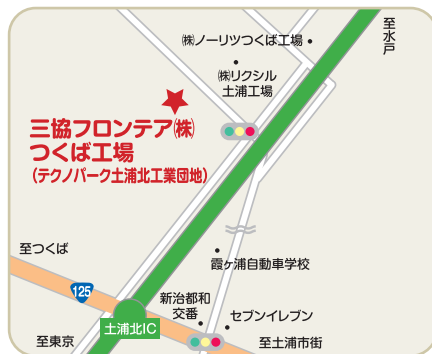 ㈱ノーリツつくば工場
至水戸
㈱リクシル
土浦工場
三協フロンテア㈱
つくば工場
(テクノパーク土浦北工業団地)
至つくば
霞ヶ浦自動車学校
125
新治都和
交番
セブンイレブン
土浦北IC
至東京
至土浦市街